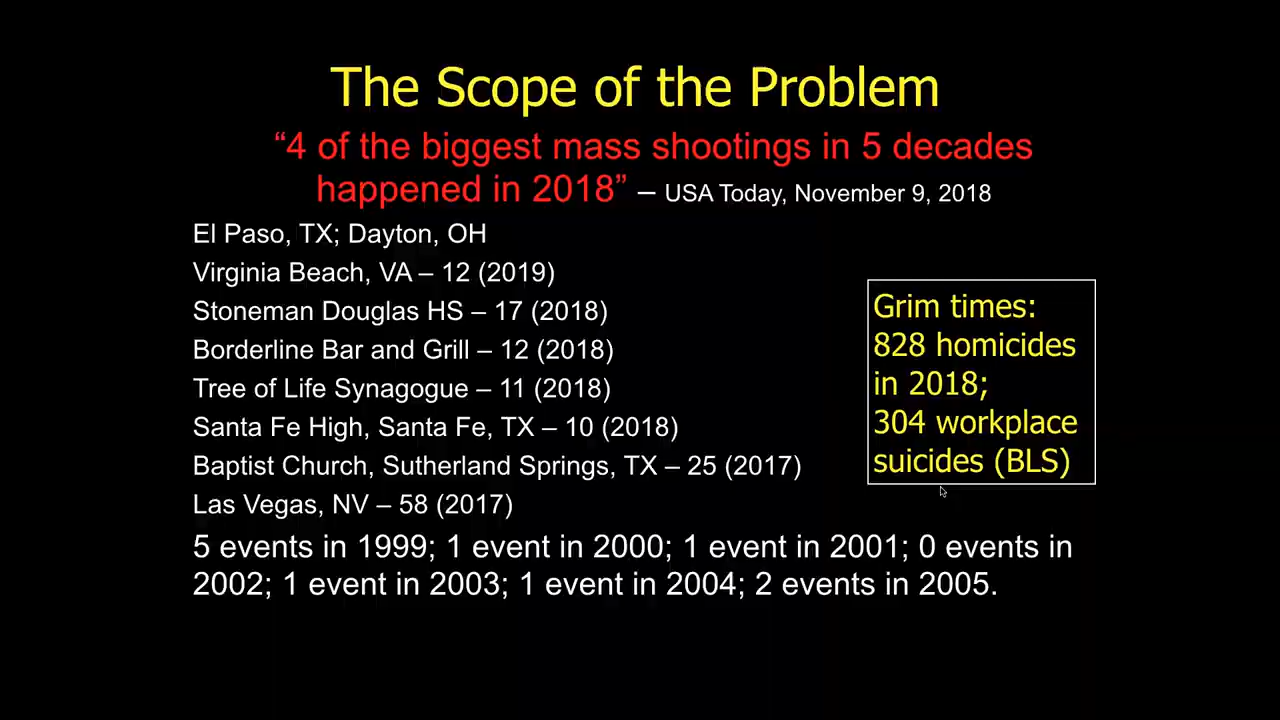 The Scope of the Problem
“4 of the biggest mass shootings in 5 decades
happened in 2018” – USA Today, November 9, 2018
El Paso, TX; Dayton, OH
Virginia Beach, VA – 12 (2019)
Stoneman Douglas HS – 17 (2018)
Borderline Bar and Grill – 12 (2018)
Tree of Life Synagogue – 11 (2018)
Santa Fe High, Santa Fe, TX – 10 (2018)
Baptist Church, Sutherland Springs, TX – 25 (2017)
Las Vegas, NV – 58 (2017)
Grim times:
828 homicides
in 2018;
304 workplace
suicides (BLS)
5 events in 1999; 1 event in 2000; 1 event in 2001; 0 events in
2002; 1 event in 2003; 1 event in 2004; 2 events in 2005.